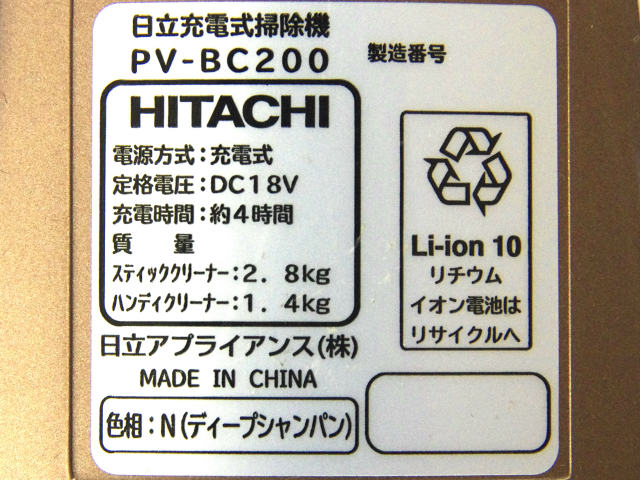 日立充電式掃除機
PV-BC200
製造番号
HITACHI
電源方式：充電式
定格電圧：DC18V
充電時間：約4時間
質　量
スティッククリーナー：2.8kg
ハンディクリーナー：1.4kg
Li-ion 10
リチウム
イオン電池は
リサイクルへ
日立アプライアンス(株)
MADE IN CHINA
色相：N(ディープシャンパン)